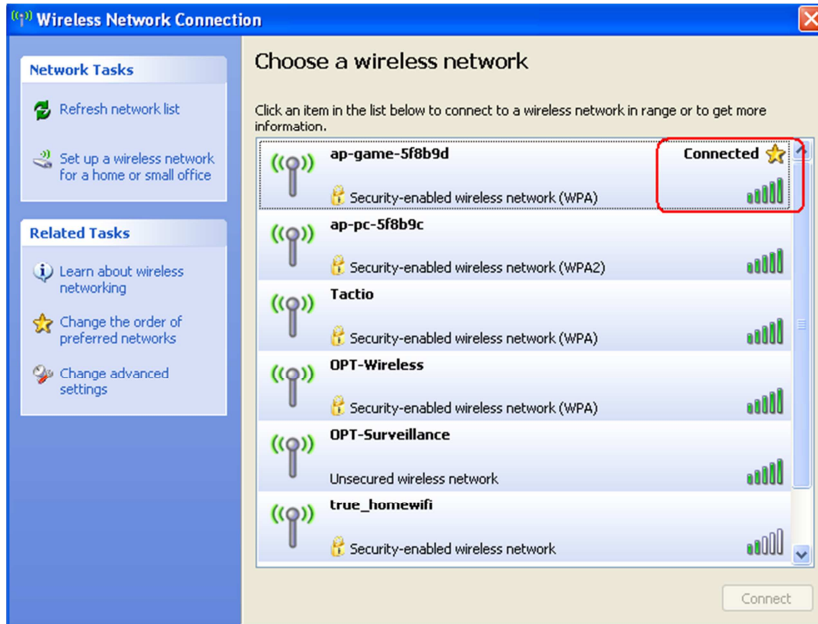 Wireless Network Connection
Network Tasks
Refresh network list
Set up a wireless network
for a home or small office
Related Tasks
Learn about wireless
networking
Change the order of
preferred networks
Change advanced
settings
Choose a wireless network
Click an item in the list below to connect to a wireless network in range or to get more
information.
ap-game-5f8b9d
Connected
Security-enabled wireless network (WPA)
ap-pc-5f8b9c
Security-enabled wireless network (WPA2)
Tactio
Security-enabled wireless network (WPA)
OPT-Wireless
Security-enabled wireless network (WPA)
OPT-Surveillance
Unsecured wireless network
true_homewifi
Security-enabled wireless network
Connect